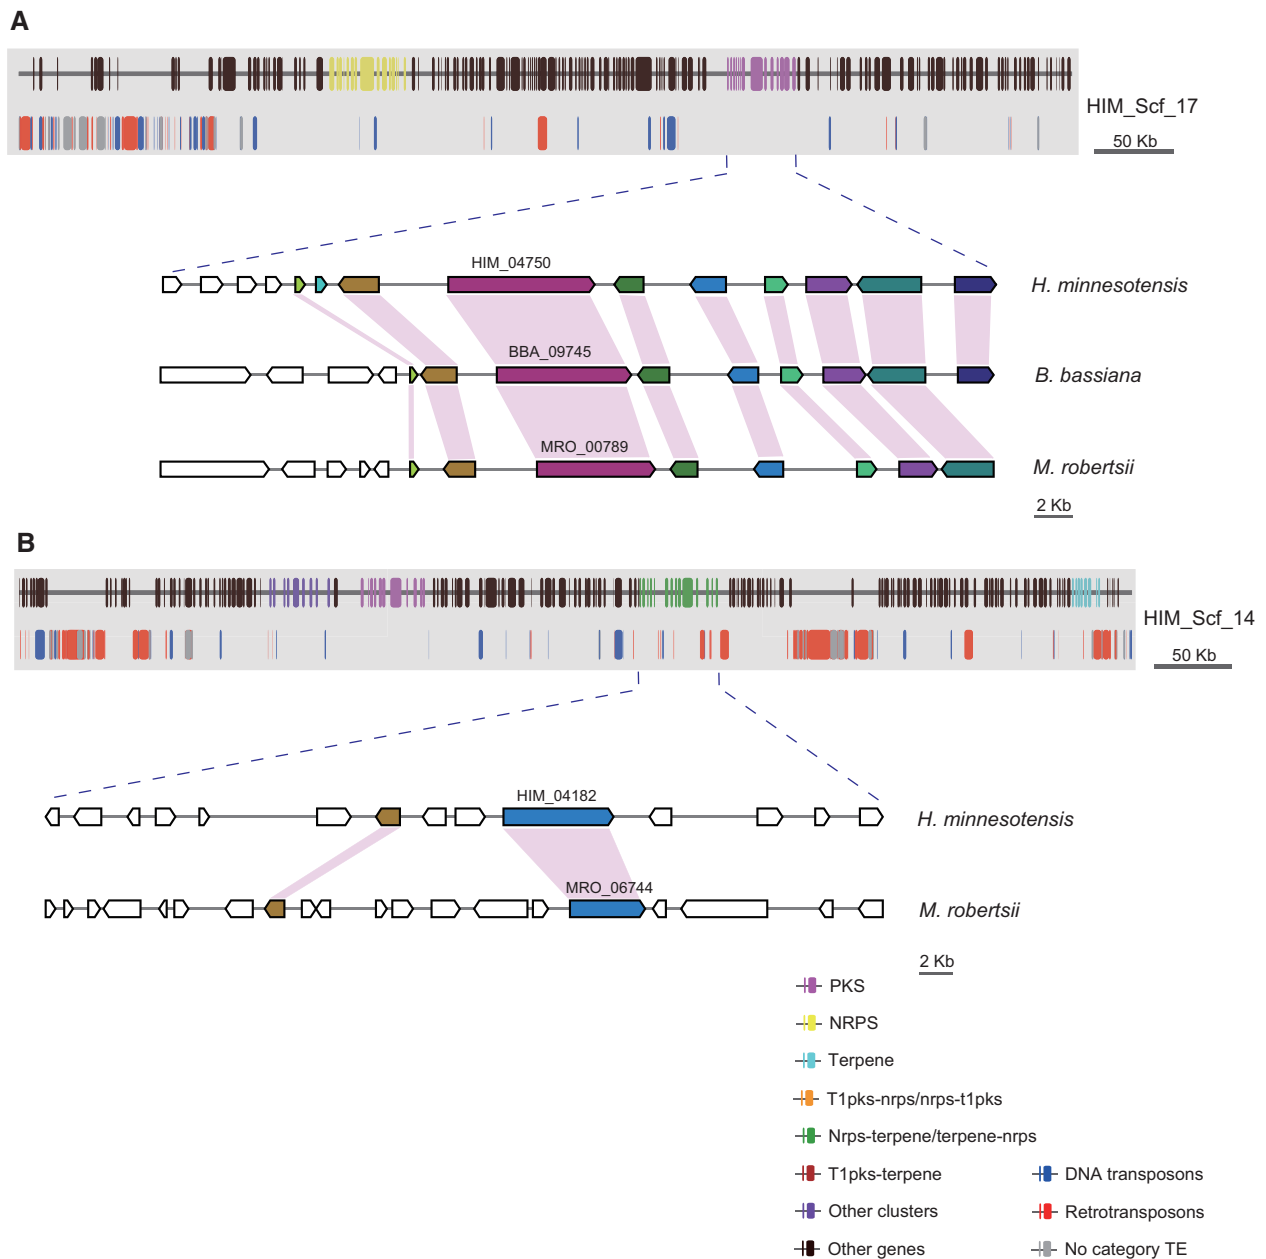 A
HIM_Scf_17
50 Kb
HIM_04750
H. minnesotensis
BBA_09745
B. bassiana
MRO_00789
M. robertsii
2 Kb
B
HIM_Scf_14
50 Kb
HIM_04182
H. minnesotensis
MRO_06744
M. robertsii
2 Kb
PKS
NRPS
Terpene
T1pks-nrps/nrps-t1pks
Nrps-terpene/terpene-nrps
T1pks-terpene
DNA transposons
Other clusters
Retrotransposons
Other genes
No category TE